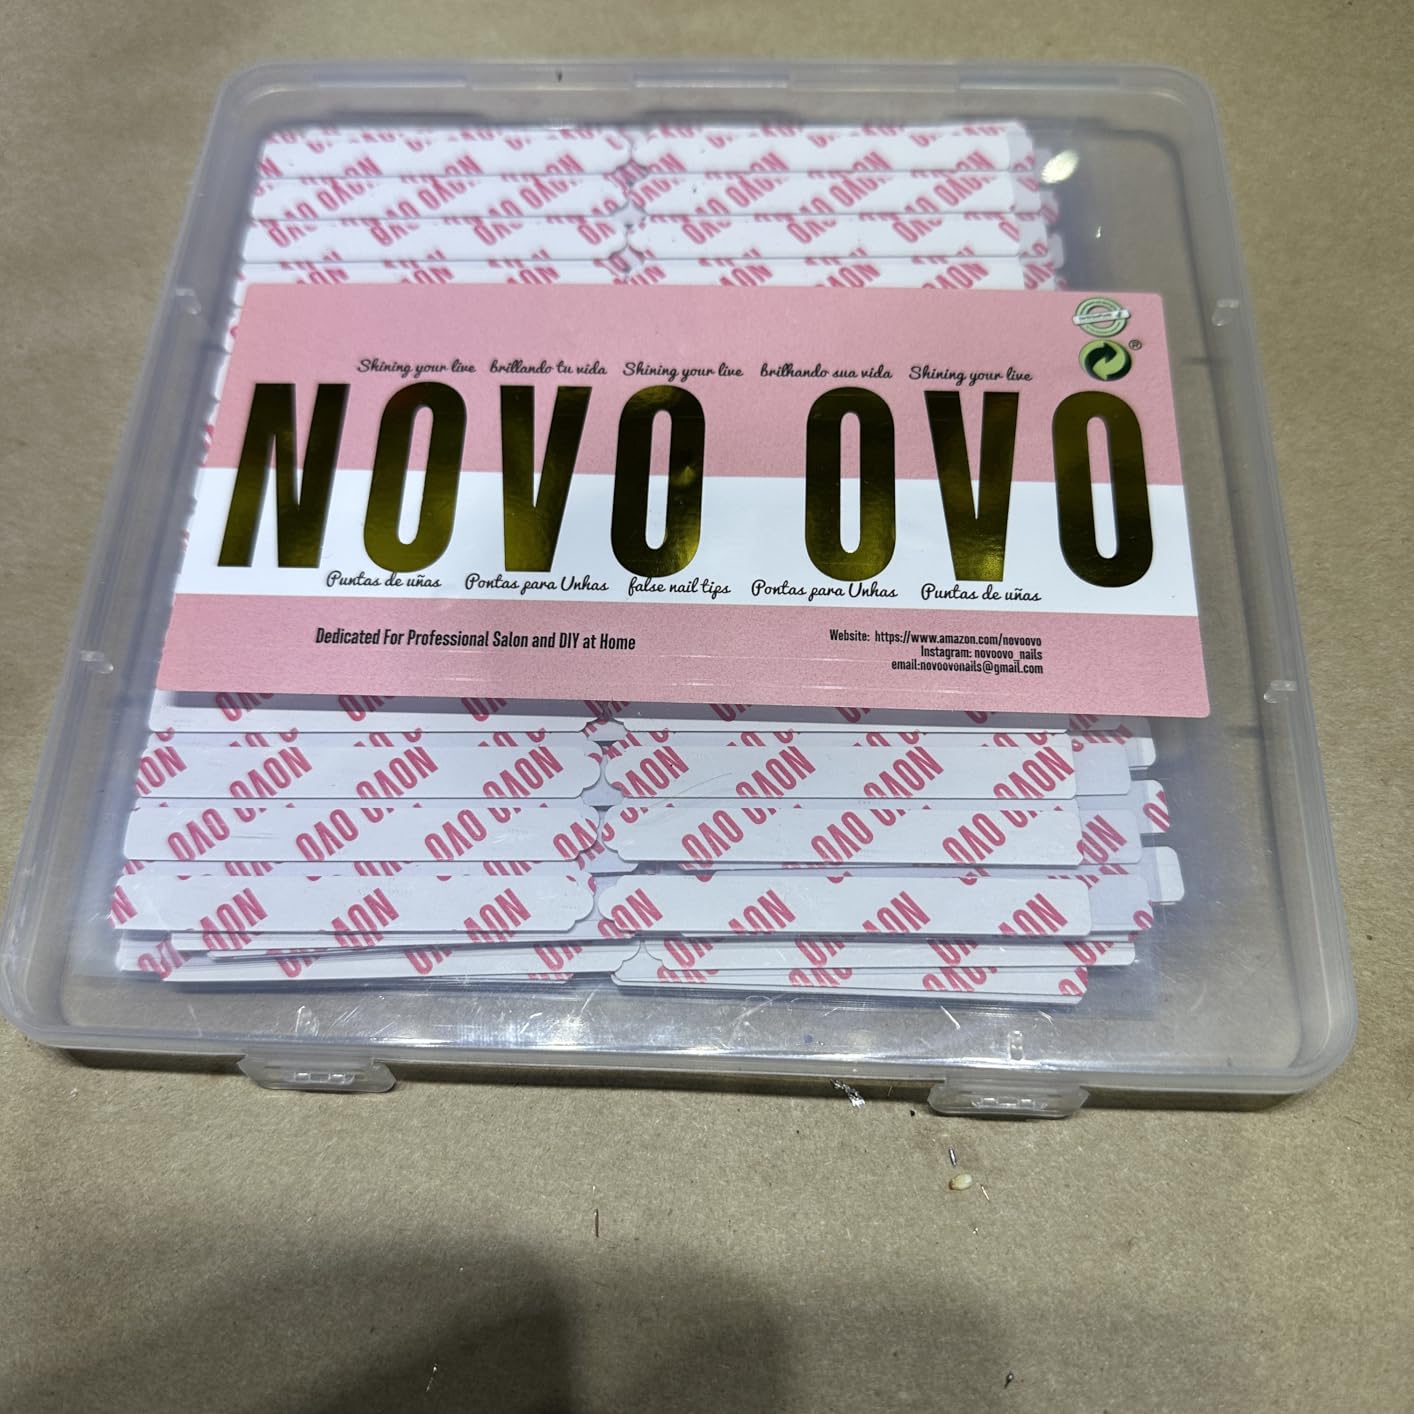 Shining your live brillando tu vida Shining your live brilhando sua vida Shining your live
®
NOVO OVO
Puntas de uñas Pontas para Unhas false nail tips Pontas para Unhas Puntas de uñas
Dedicated For Professional Salon and DIY at Home
Website: https://www.amazon.com/novoovo
Instagram: novoovo_nails
email:novoovonails@gmail.com